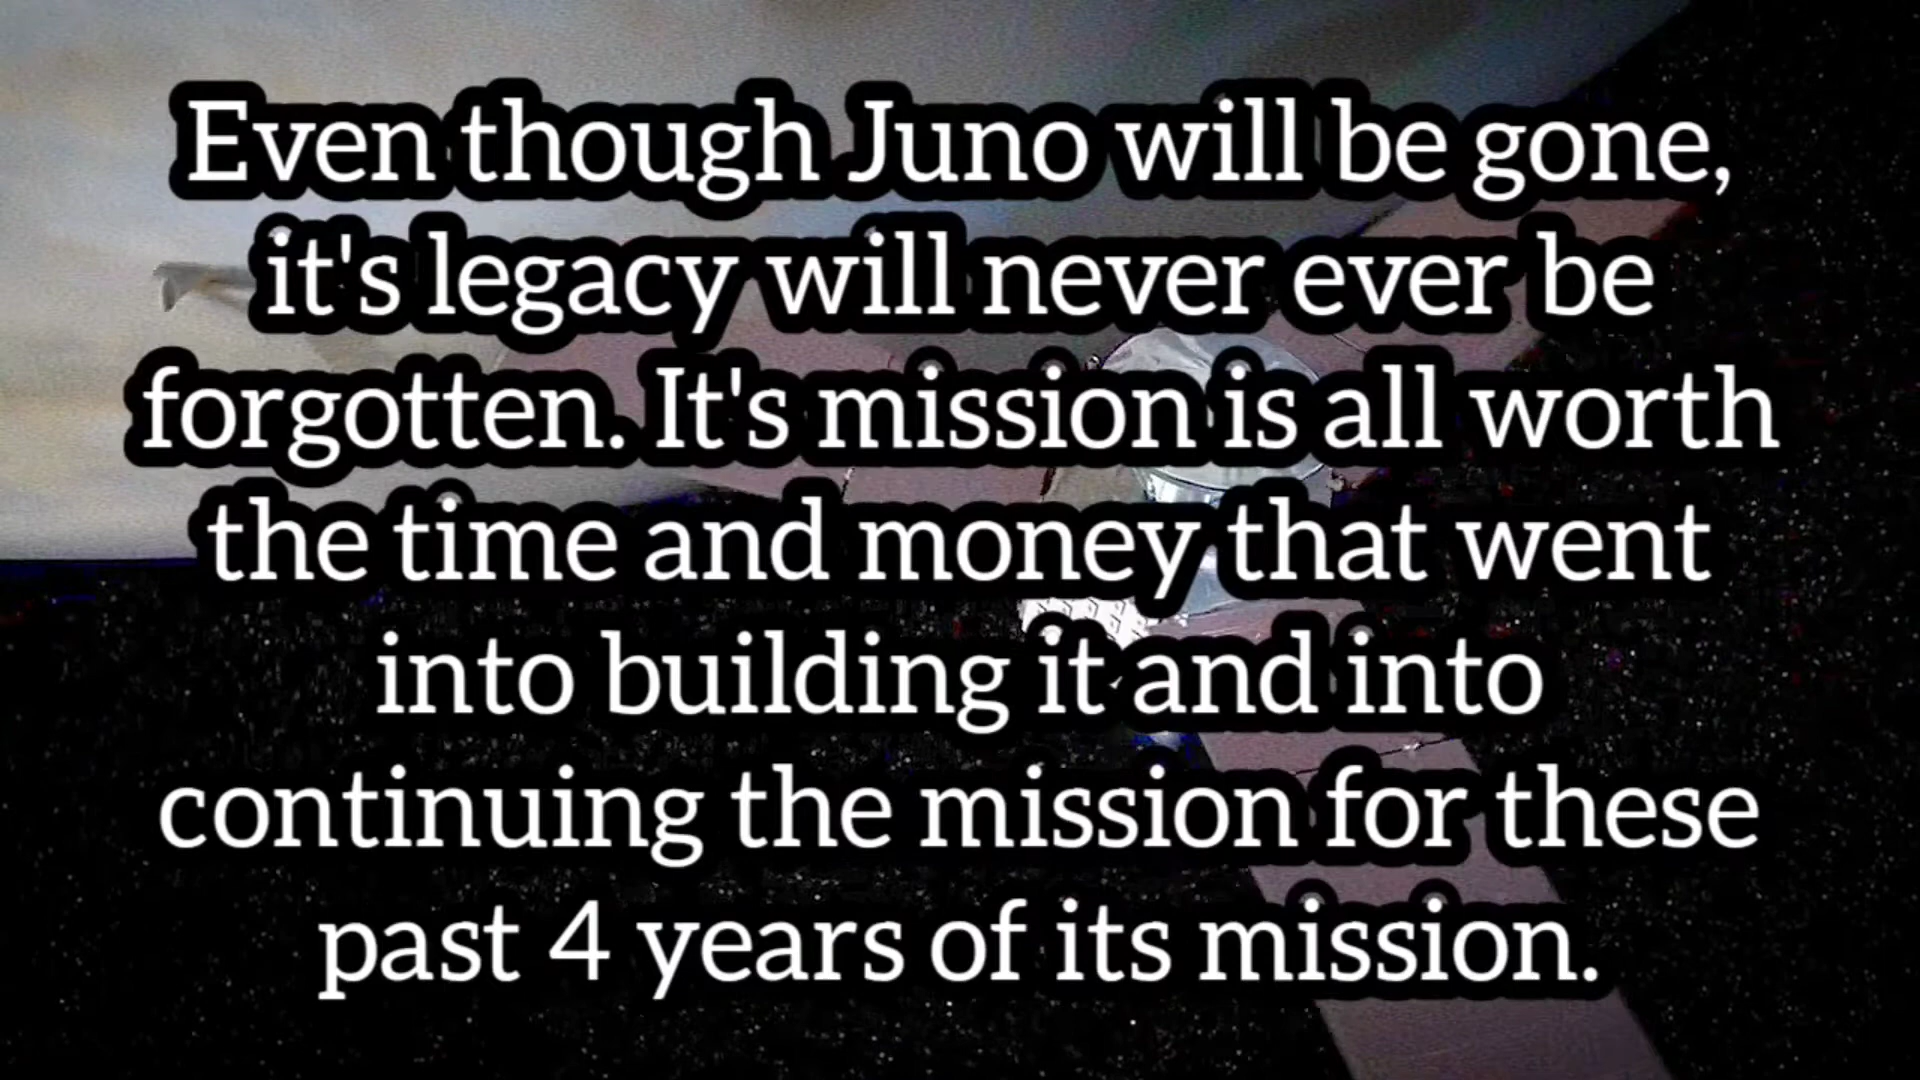 Even though Juno will be gone,
it's legacy will never ever be
forgotten. It's mission is all worth
the time and money that went
into building it and into
continuing the mission for these
past 4 years of its mission.